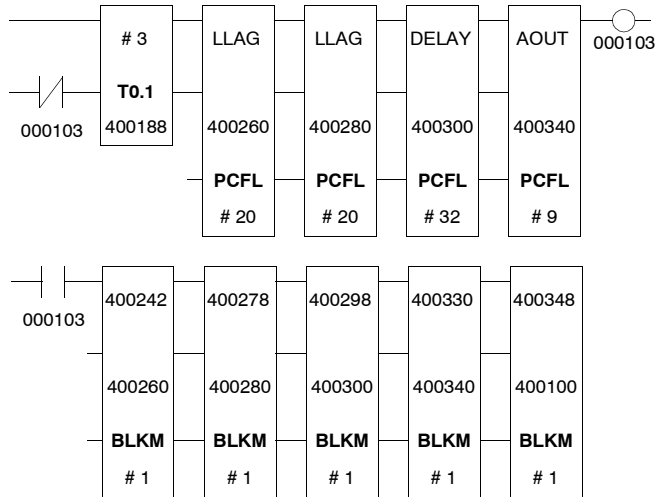 # 3 LLAG LLAG DELAY AOUT 000103
T0.1
000103 400188 400260 400280 400300 400340
PCFL PCFL PCFL PCFL
# 20 # 20 # 32 # 9
000103 400242 400278 400298 400330 400348
400260 400280 400300 400340 400100
BLKM BLKM BLKM BLKM BLKM
# 1 # 1 # 1 # 1 # 1